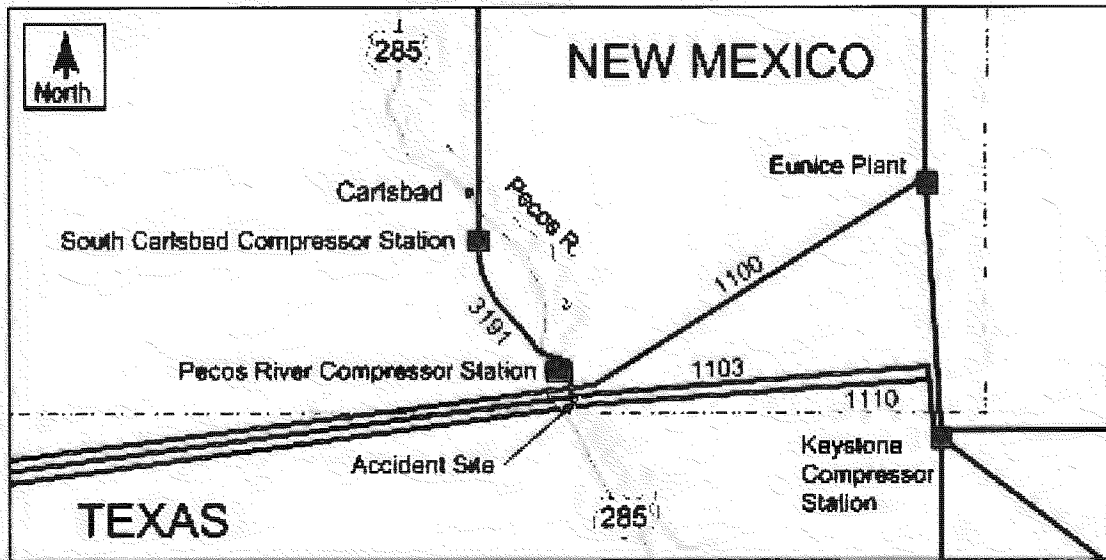 285
NEW MEXICO
North
Eunice Plant
Carlsbad
Pecos R.
South Carlsbad Compressor Station
1100
3191
Pecos River Compressor Station
1103
1110
Accident Site
Keystone
Compressor
Station
TEXAS
285